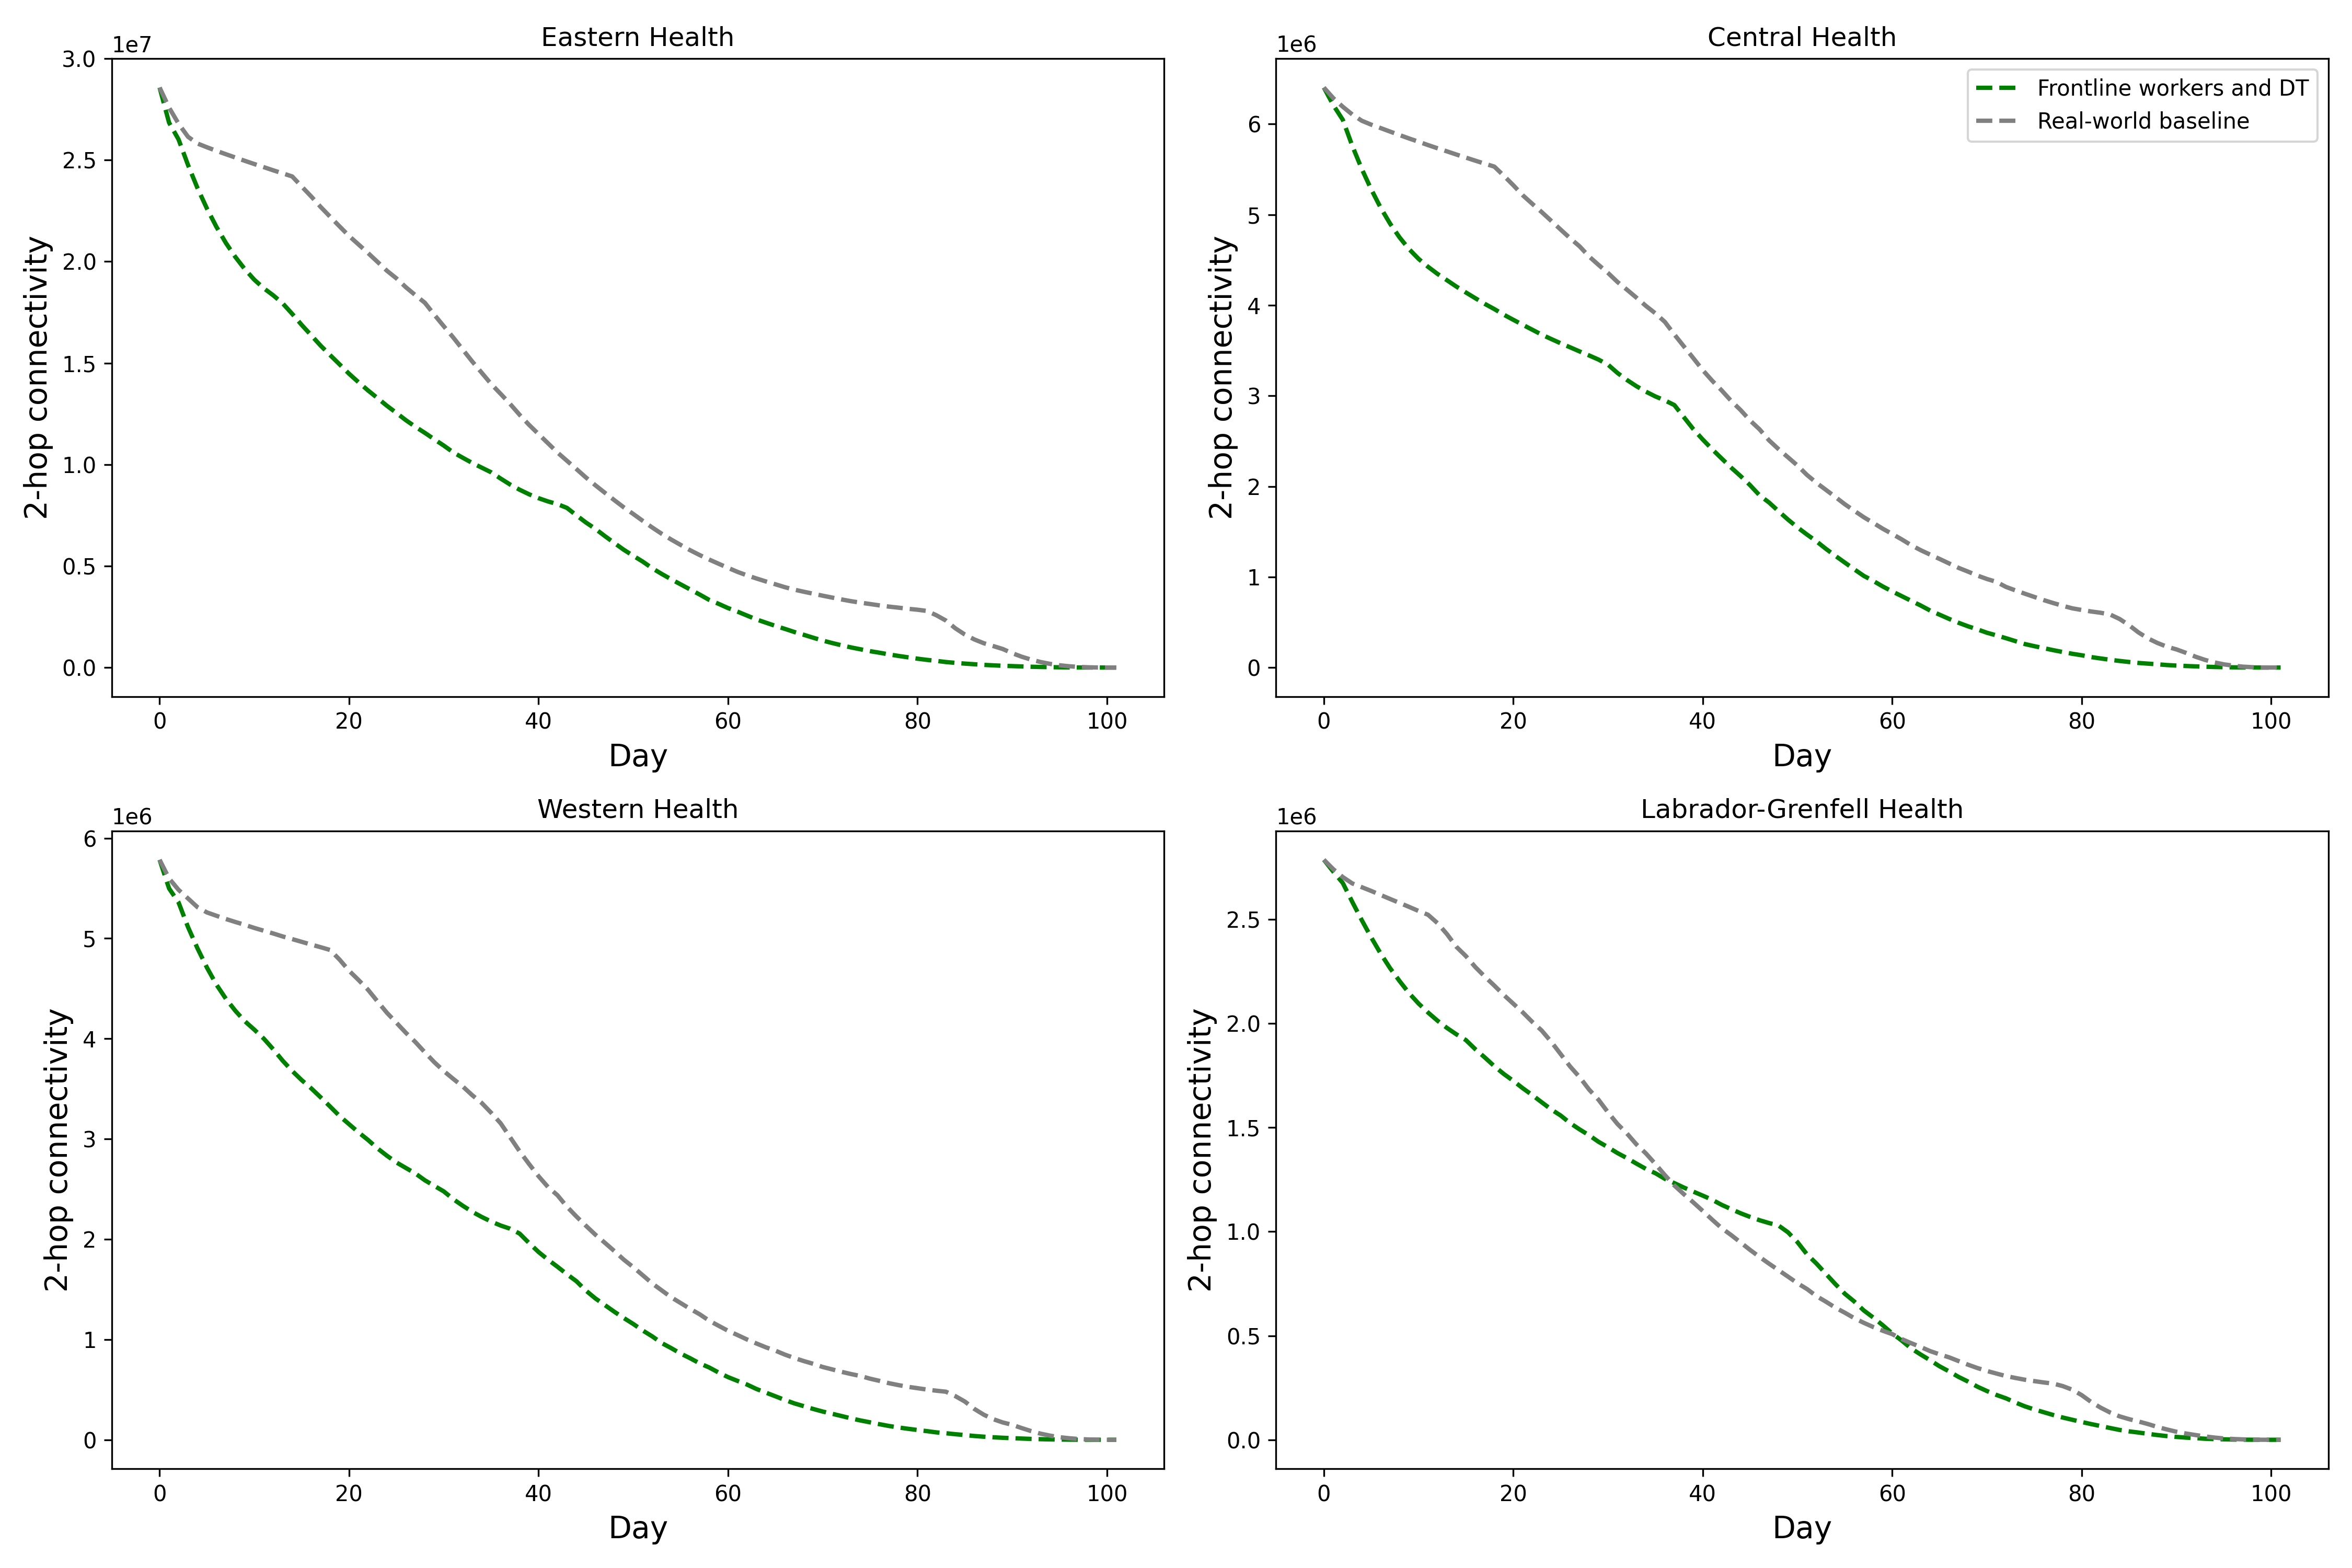 Eastern Health
1e7
3.0
2.5
2.0
1.5
1.0
0.5
0.0
2-hop connectivity
0 20 40 60 80 100
Day
Central Health
1e6
Frontline workers and DT
Real-world baseline
6
5
4
3
2
1
0
2-hop connectivity
0 20 40 60 80 100
Day
Western Health
1e6
6
5
4
3
2
1
0
2-hop connectivity
0 20 40 60 80 100
Day
Labrador-Grenfell Health
1e6
2.5
2.0
1.5
1.0
0.5
0.0
2-hop connectivity
0 20 40 60 80 100
Day